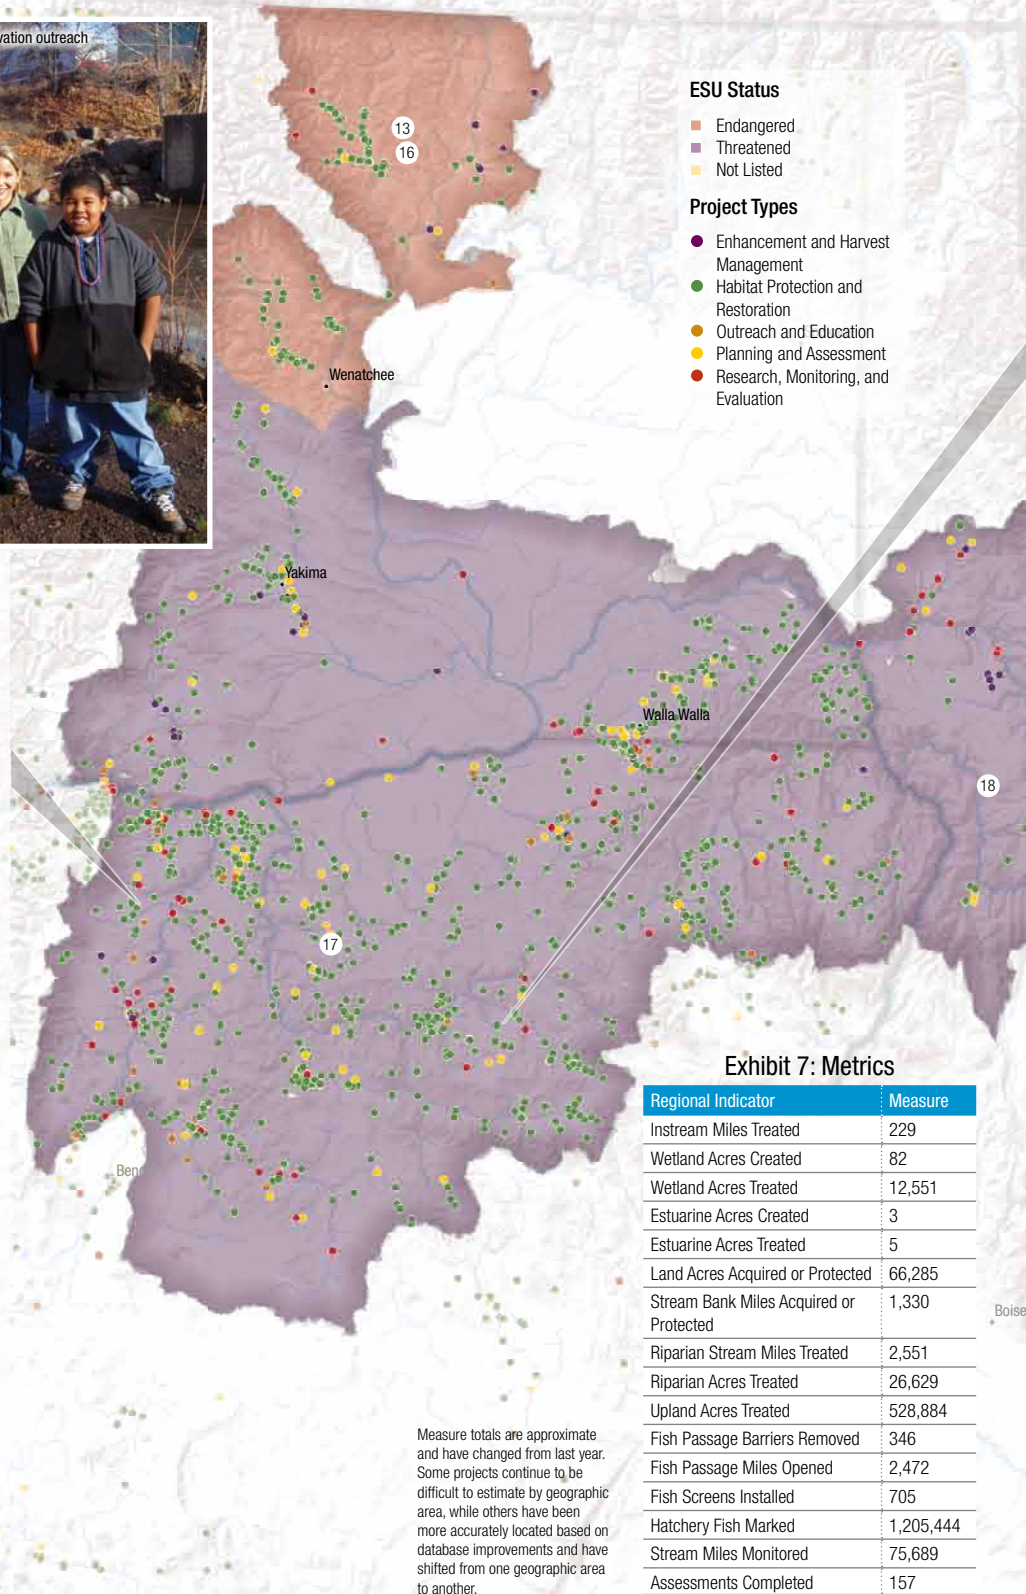 vation outreach
ESU Status
Endangered
Threatened
Not Listed
Project Types
Enhancement and Harvest
Management
Habitat Protection and
Restoration
Outreach and Education
Planning and Assessment
Research, Monitoring, and
Evaluation
13
16
Wenatchee
Yakima
Walla Walla
18
17
Ben
Boise
Exhibit 7: Metrics
Regional Indicator Measure
Instream Miles Treated 229
Wetland Acres Created 82
Wetland Acres Treated 12,551
Estuarine Acres Created 3
Estuarine Acres Treated 5
Land Acres Acquired or Protected 66,285
Stream Bank Miles Acquired or 1,330
Protected
Riparian Stream Miles Treated 2,551
Riparian Acres Treated 26,629
Upland Acres Treated 528,884
Fish Passage Barriers Removed 346
Fish Passage Miles Opened 2,472
Fish Screens Installed 705
Hatchery Fish Marked 1,205,444
Stream Miles Monitored 75,689
Assessments Completed 157
Measure totals are approximate
and have changed from last year.
Some projects continue to be
difficult to estimate by geographic
area, while others have been
more accurately located based on
database improvements and have
shifted from one geographic area
to another.